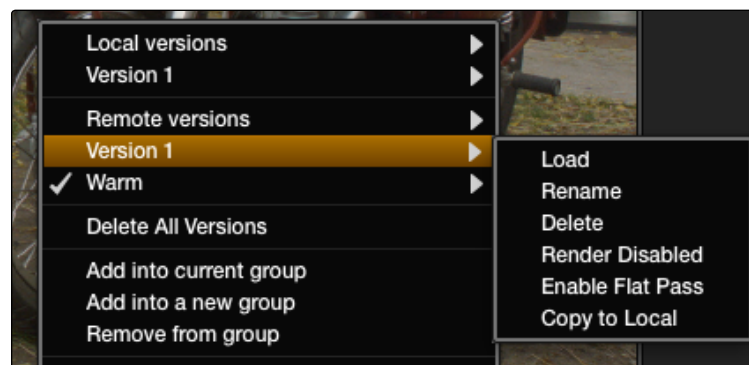 Local versions
Version 1
Remote versions
Version 1
Warm
Delete All Versions
Add into current group
Add into a new group
Remove from group
Load
Rename
Delete
Render Disabled
Enable Flat Pass
Copy to Local